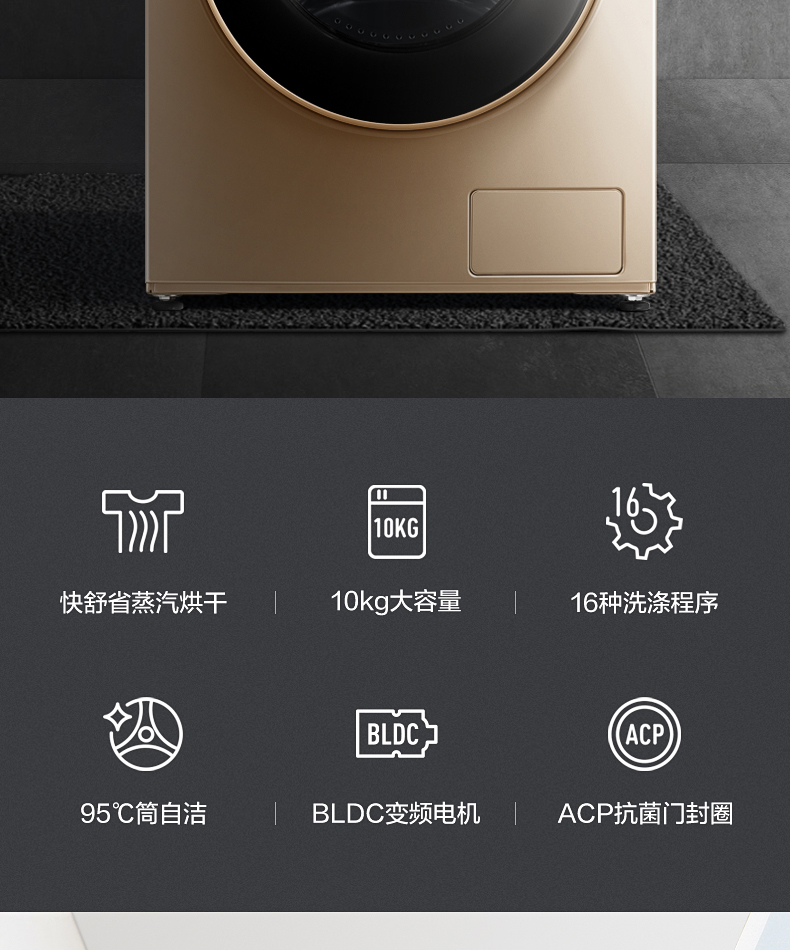 10KG
16
快舒省蒸汽烘干
10kg大容量
16种洗涤程序
BLDC
ACP
95℃筒自洁
BLDC变频电机
ACP抗菌门封圈